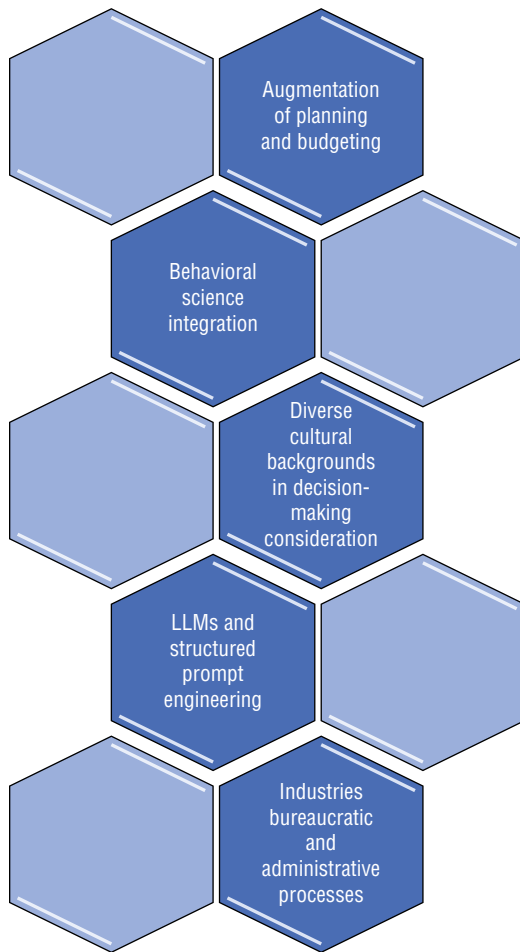 Augmentation
of planning
and budgeting
Behavioral
science
integration
Diverse
cultural
backgrounds
in decision-
making
consideration
LLMs and
structured
prompt
engineering
Industries
bureaucratic
and
administrative
processes